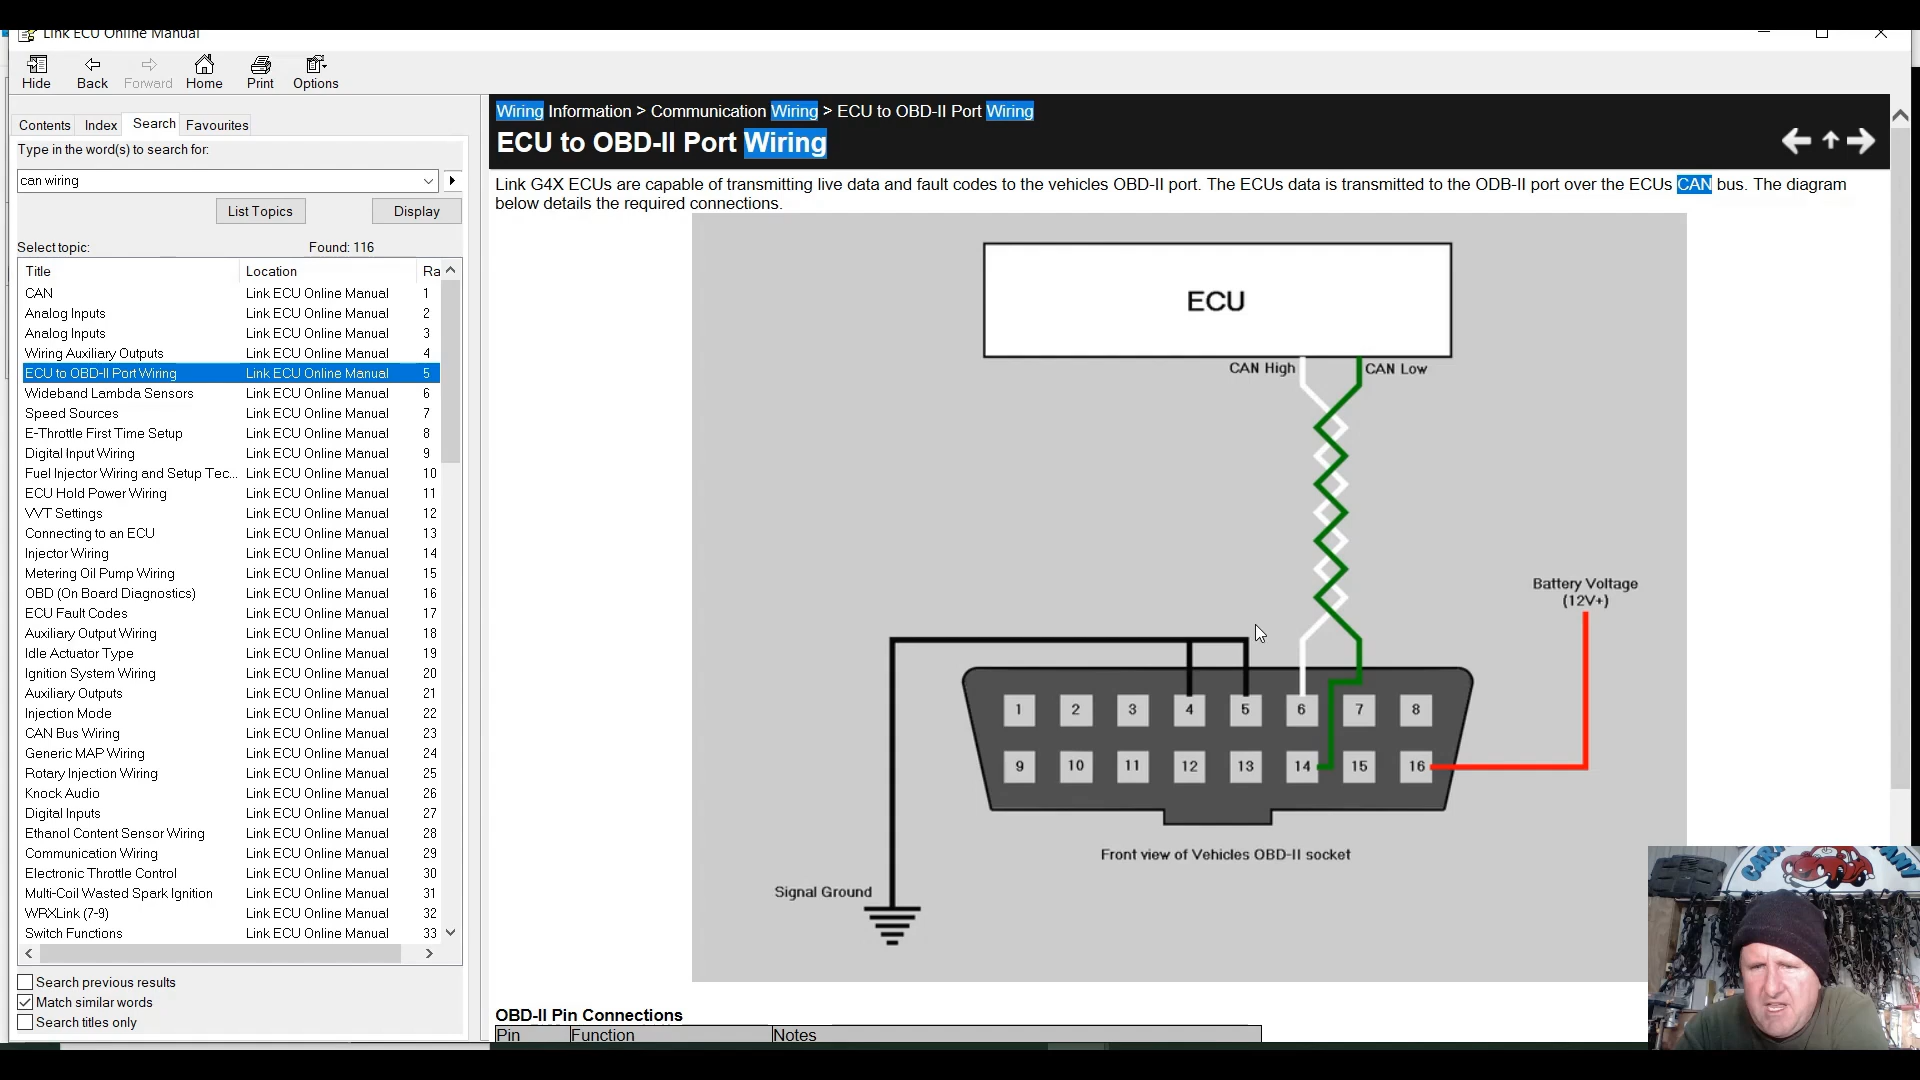 Link ECU Online Manual
Hide Back Forward Home Print Options
Contents Index Search Favourites
Type in the word(s) to search for:
can wiring
List Topics Display
Select topic: Found: 116
Title Location Ra
CAN Link ECU Online Manual 1
Analog Inputs Link ECU Online Manual 2
Analog Inputs Link ECU Online Manual 3
Wiring Auxiliary Outputs Link ECU Online Manual 4
ECU to OBD-II Port Wiring Link ECU Online Manual 5
Wideband Lambda Sensors Link ECU Online Manual 6
Speed Sources Link ECU Online Manual 7
E-Throttle First Time Setup Link ECU Online Manual 8
Digital Input Wiring Link ECU Online Manual 9
Fuel Injector Wiring and Setup Tec... Link ECU Online Manual 10
ECU Hold Power Wiring Link ECU Online Manual 11
VVT Settings Link ECU Online Manual 12
Connecting to an ECU Link ECU Online Manual 13
Injector Wiring Link ECU Online Manual 14
Metering Oil Pump Wiring Link ECU Online Manual 15
OBD (On Board Diagnostics) Link ECU Online Manual 16
ECU Fault Codes Link ECU Online Manual 17
Auxiliary Output Wiring Link ECU Online Manual 18
Idle Actuator Type Link ECU Online Manual 19
Ignition System Wiring Link ECU Online Manual 20
Auxiliary Outputs Link ECU Online Manual 21
Injection Mode Link ECU Online Manual 22
CAN Bus Wiring Link ECU Online Manual 23
Generic MAP Wiring Link ECU Online Manual 24
Rotary Injection Wiring Link ECU Online Manual 25
Knock Audio Link ECU Online Manual 26
Digital Inputs Link ECU Online Manual 27
Ethanol Content Sensor Wiring Link ECU Online Manual 28
Communication Wiring Link ECU Online Manual 29
Electronic Throttle Control Link ECU Online Manual 30
Multi-Coil Wasted Spark Ignition Link ECU Online Manual 31
WRXLink (7-9) Link ECU Online Manual 32
Switch Functions Link ECU Online Manual 33
Search previous results
Match similar words
Search titles only
Wiring Information > Communication Wiring > ECU to OBD-II Port Wiring
ECU to OBD-II Port Wiring
Link G4X ECUs are capable of transmitting live data and fault codes to the vehicles OBD-II port. The ECUs data is transmitted to the ODB-II port over the ECUs CAN bus. The diagram
below details the required connections.
ECU
CAN High CAN Low
Battery Voltage
(12V+)
1 2 3 4 5 6 7 8
9 10 11 12 13 14 15 16
Front view of Vehicles OBD-II socket
Signal Ground
OBD-II Pin Connections
Pin Function Notes